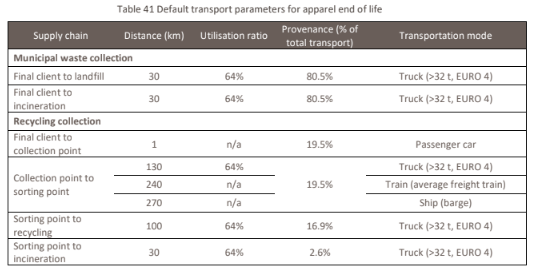 Table 41 Default transport parameters for apparel end of life
Supply chain Distance (km) Utilisation ratio Provenance (% of total transport) Transportation mode
Municipal waste collection
Final client to landfill 30 64% 80.5% Truck (>32 t, EURO 4)
Final client to incineration 30 64% 80.5% Truck (>32 t, EURO 4)
Recycling collection
Final client to collection point 1 n/a 19.5% Passenger car
Collection point to sorting point 130 64% 19.5% Truck (>32 t, EURO 4)
240 n/a Train (average freight train)
270 n/a Ship (barge)
Sorting point to recycling 100 64% 16.9% Truck (>32 t, EURO 4)
Sorting point to incineration 30 64% 2.6% Truck (>32 t, EURO 4)